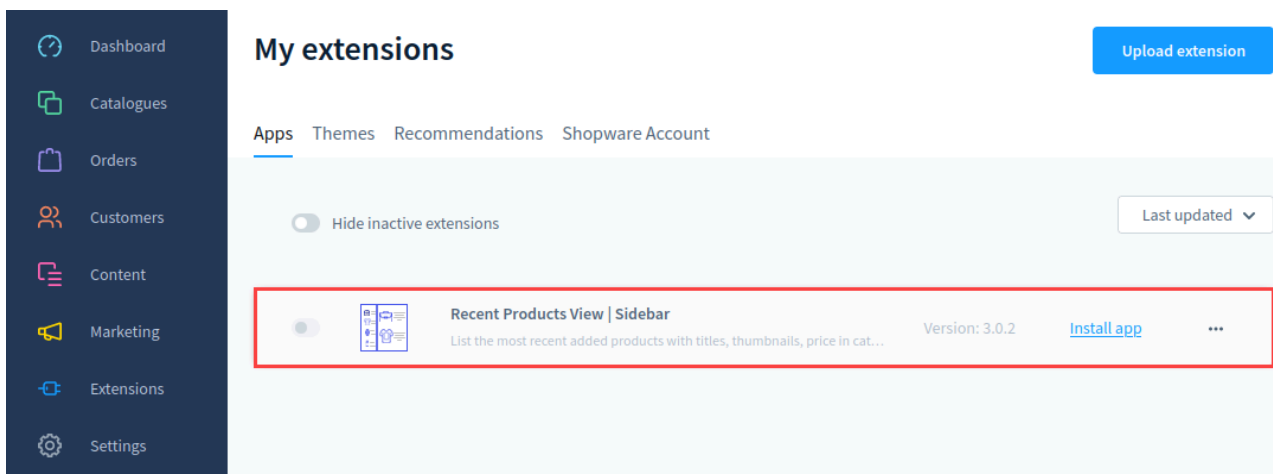 Dashboard
Catalogues
Orders
Customers
Content
Marketing
Extensions
Settings
My extensions
Upload extension
Apps Themes Recommendations Shopware Account
Hide inactive extensions
Last updated
Recent Products View | Sidebar
List the most recent added products with titles, thumbnails, price in cat...
Version: 3.0.2
Install app